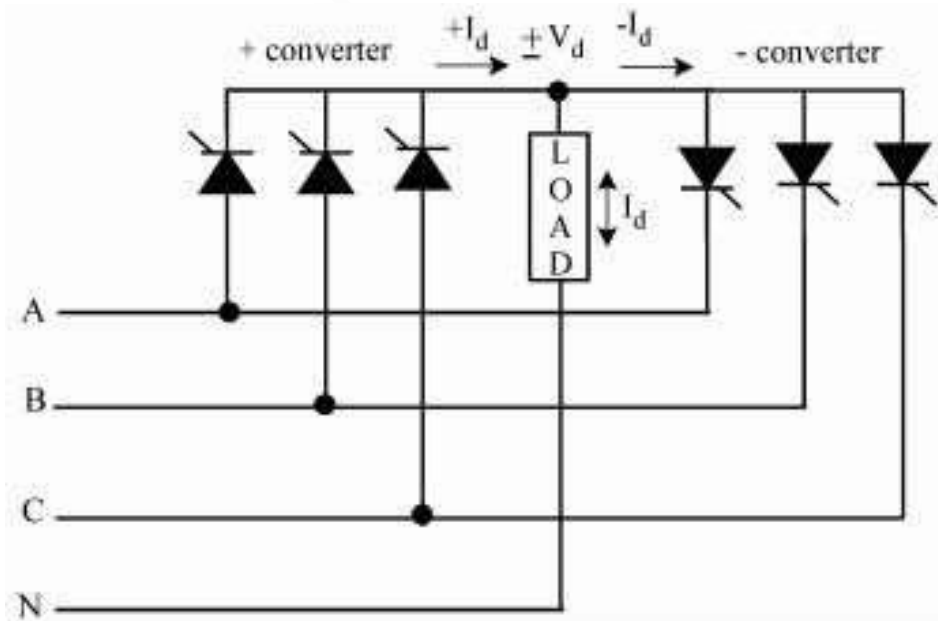 + converter
+I_d
± V_d
-I_d
- converter
L
O
A
D
I_d
A
B
C
N